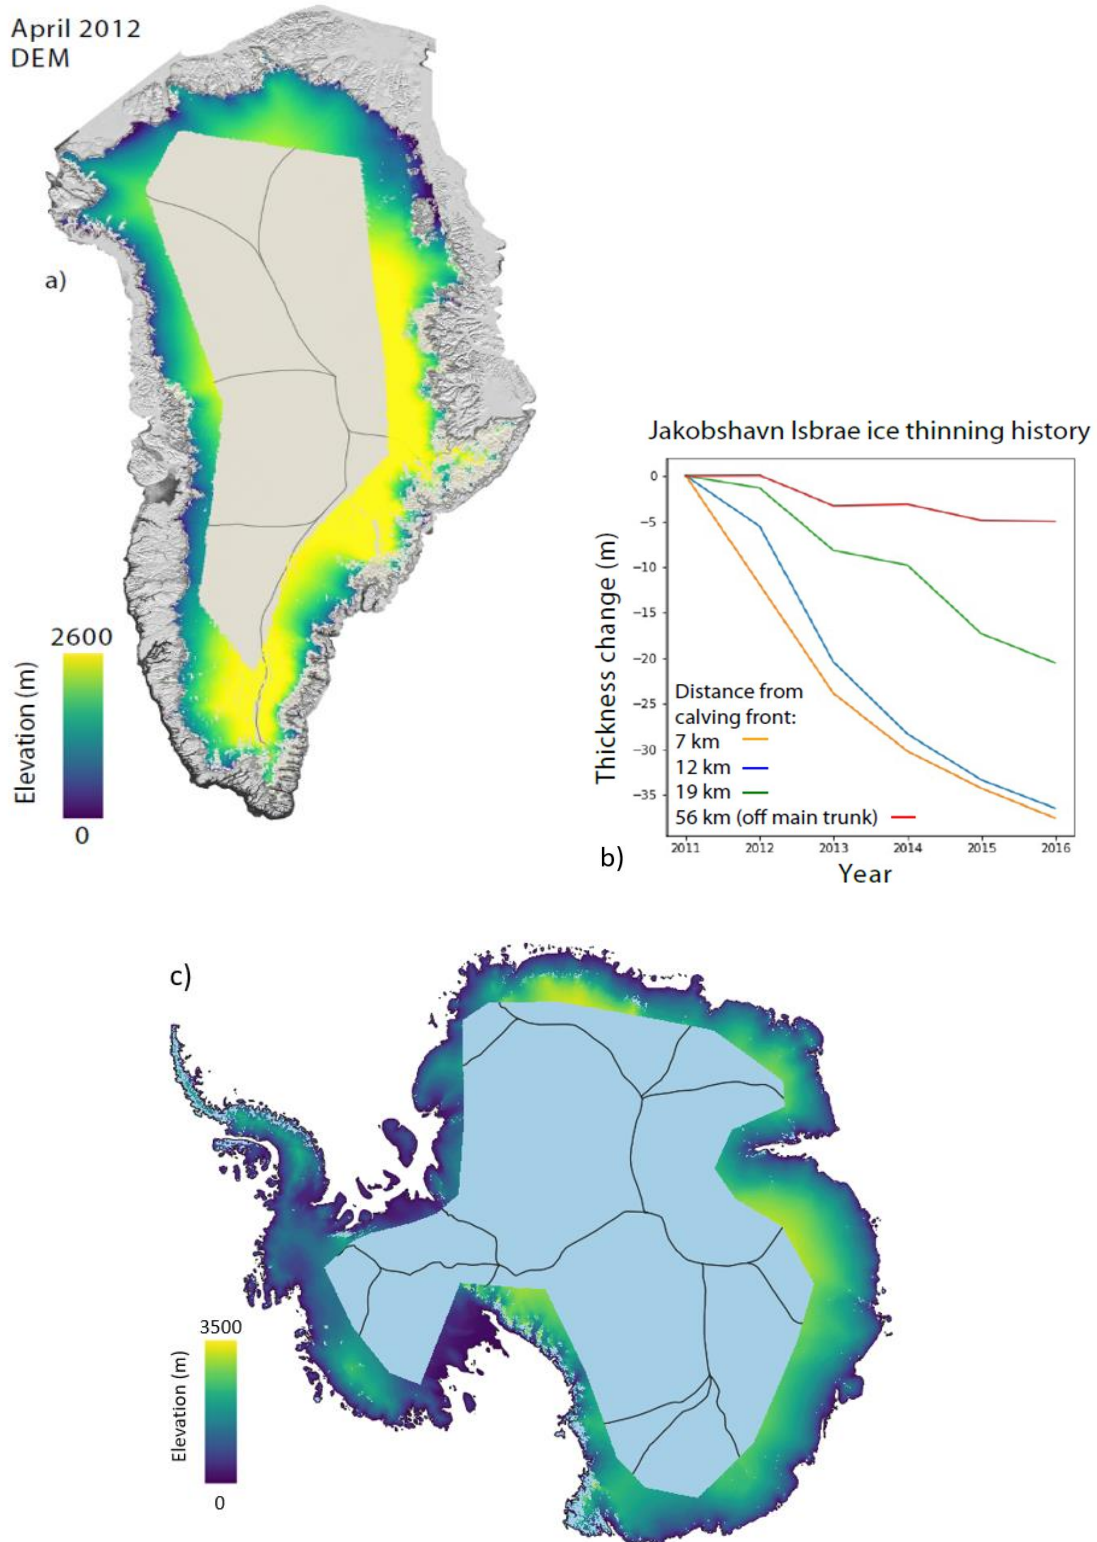 April 2012
DEM
a)
2600
Elevation (m)
0
Jakobshavn Isbrae ice thinning history
0
−5
−10
−15
−20
−25
−30
−35
Thickness change (m)
Distance from
calving front:
7 km
12 km
19 km
56 km (off main trunk)
2011 2012 2013 2014 2015 2016
b)
Year
c)
3500
Elevation (m)
0